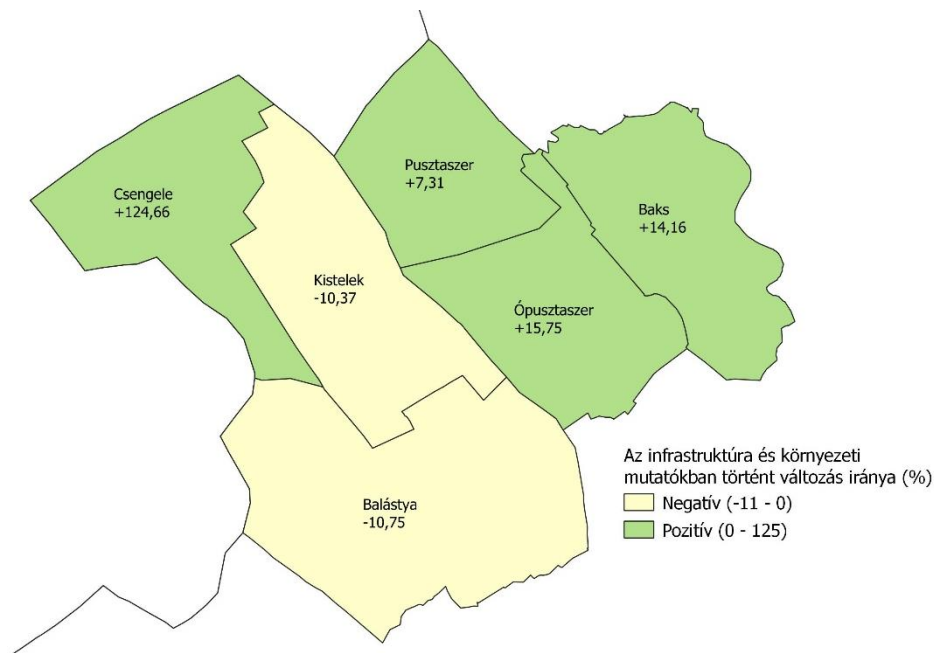 Pusztaszer
+7,31
Csengele
+124,66
Baks
+14,16
Kistelek
-10,37
Ópusztaszer
+15,75
Balástya
-10,75
Az infrastruktúra és környezeti
mutatókban történt változás iránya (%)
Negatív (-11 - 0)
Pozitív (0 - 125)